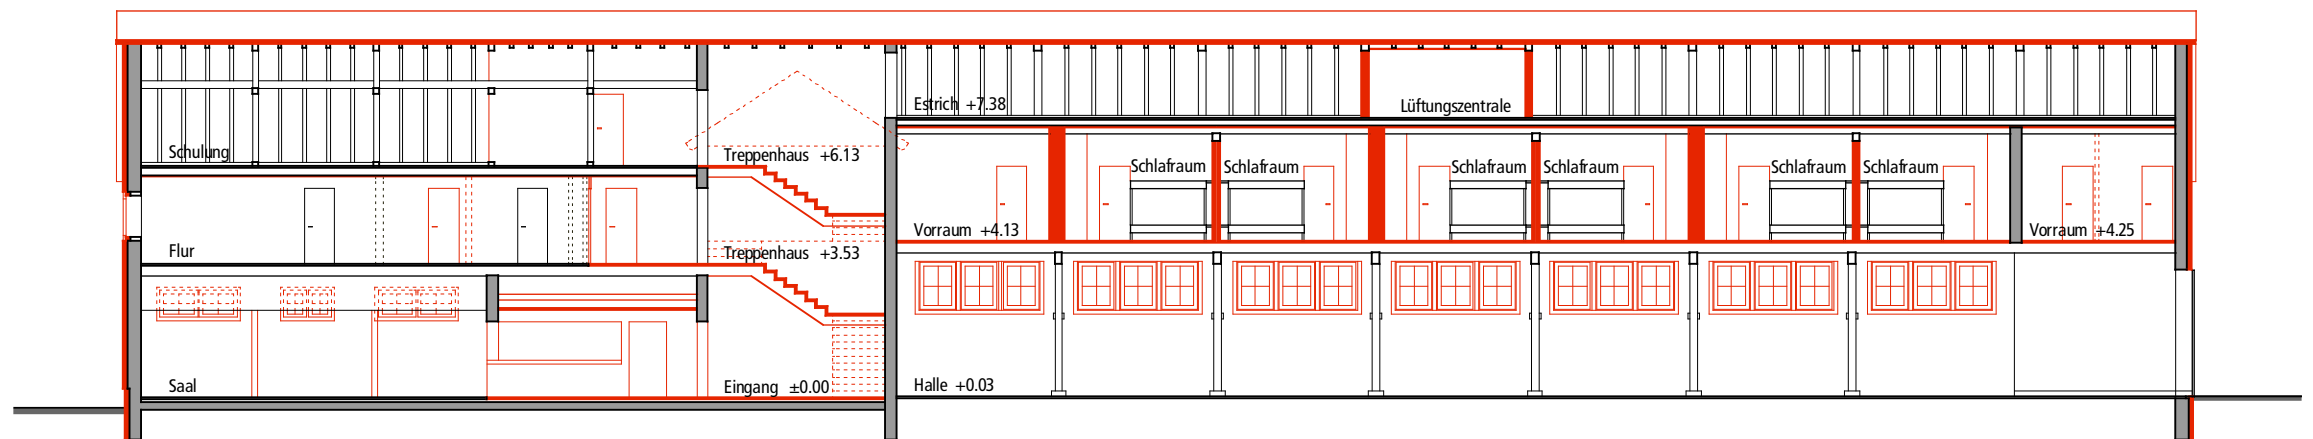 Estrich +7.38
Lüftungszentrale
Schulung
Treppenhaus +6.13
Schlafraum
Schlafraum
Schlafraum
Schlafraum
Schlafraum
Schlafraum
Vorraum +4.13
Vorraum +4.25
Flur
Treppenhaus +3.53
Saal
Eingang ±0.00
Halle +0.03